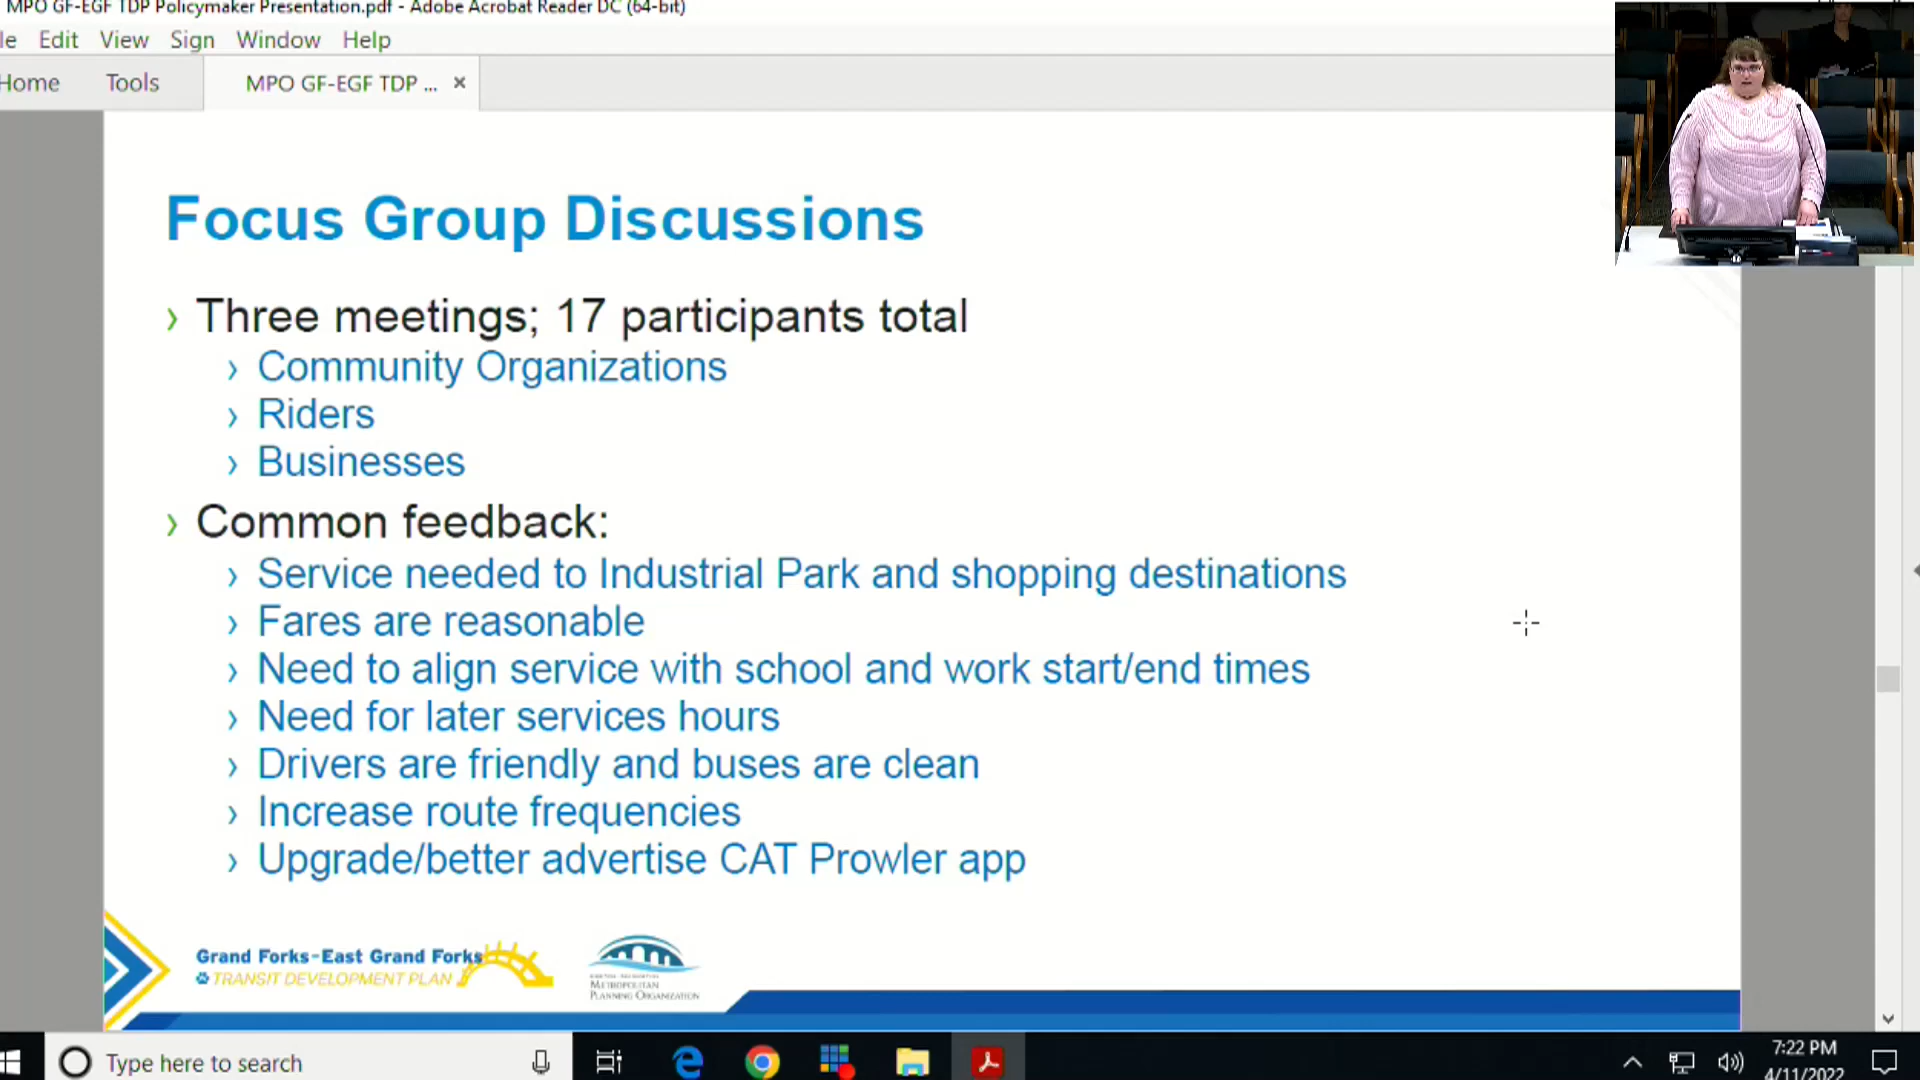 MPO GF-EGF TDP Policymaker Presentation.pdf - Adobe Acrobat Reader DC (64-bit)
le Edit View Sign Window Help
Home Tools MPO GF-EGF TDP ...
Focus Group Discussions
› Three meetings; 17 participants total
› Community Organizations
› Riders
› Businesses
› Common feedback:
› Service needed to Industrial Park and shopping destinations
› Fares are reasonable
› Need to align service with school and work start/end times
› Need for later services hours
› Drivers are friendly and buses are clean
› Increase route frequencies
› Upgrade/better advertise CAT Prowler app
Grand Forks-East Grand Forks
TRANSIT DEVELOPMENT PLAN
METROPOLITAN
PLANNING ORGANIZATION
Type here to search
7:22 PM
4/11/2022